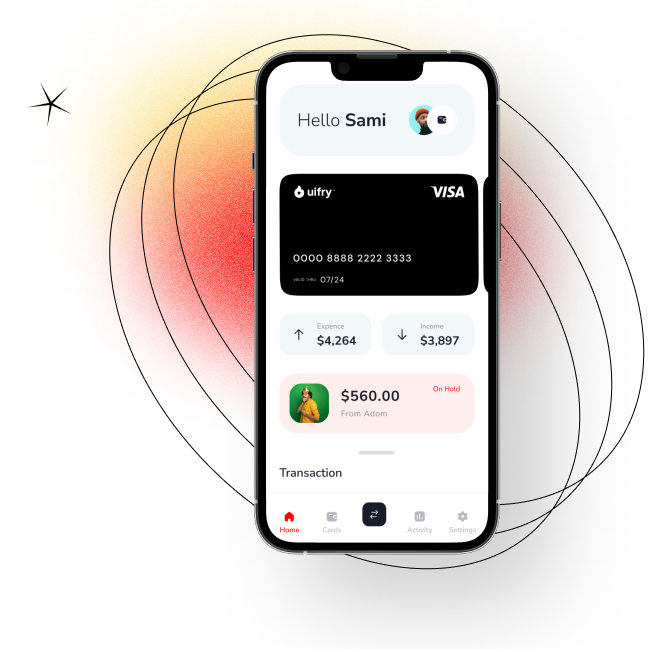 Hello Sami
uifry™
VISA
0000 8888 2222 3333
VALID THRU 07/24
Expence
$4,264
Income
$3,897
$560.00
On Hold
From Adom
Transaction
Home
Cards
Activity
Settings